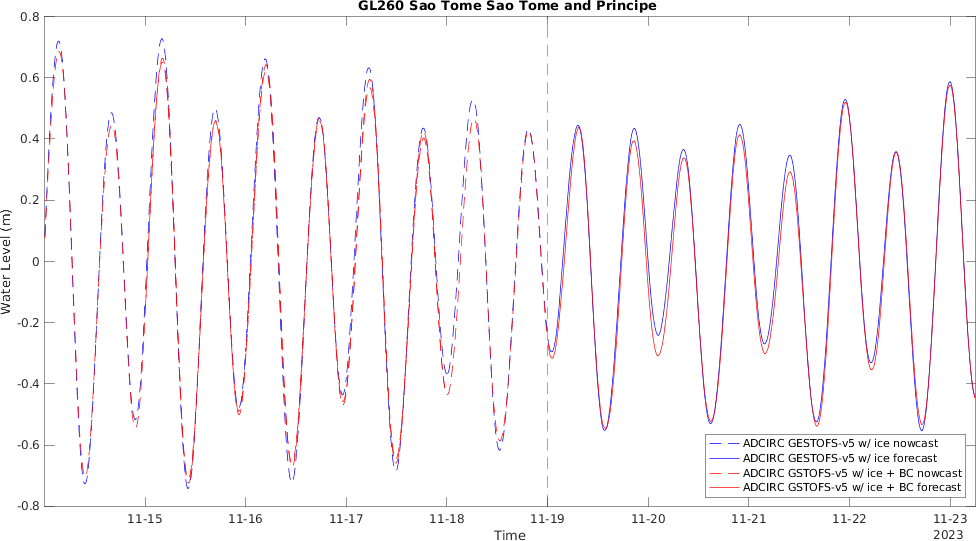 GL260 Sao Tome Sao Tome and Principe
0.8
0.6
0.4
0.2
0
-0.2
-0.4
-0.6
-0.8
Water Level (m)
ADCIRC GESTOFS-v5 w/ ice nowcast
ADCIRC GESTOFS-v5 w/ ice forecast
ADCIRC GSTOFS-v5 w/ ice + BC nowcast
ADCIRC GSTOFS-v5 w/ ice + BC forecast
11-15 11-16 11-17 11-18 11-19 11-20 11-21 11-22 11-23
2023
Time